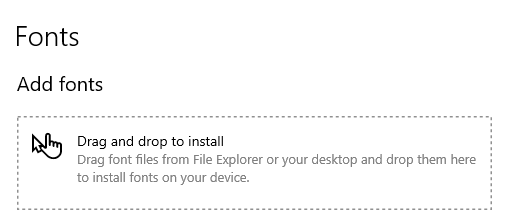 Fonts
Add fonts
Drag and drop to install
Drag font files from File Explorer or your desktop and drop them here
to install fonts on your device.